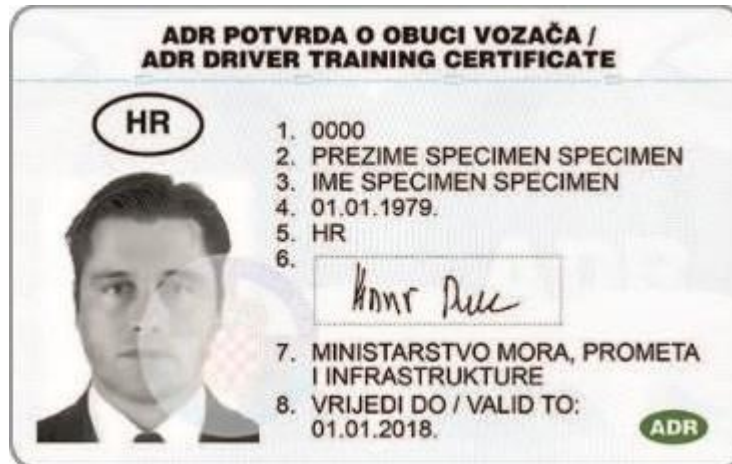 ADR POTVRDA O OBUCI VOZAČA /
ADR DRIVER TRAINING CERTIFICATE
HR
1. 0000
2. PREZIME SPECIMEN SPECIMEN
3. IME SPECIMEN SPECIMEN
4. 01.01.1979.
5. HR
6.
7. MINISTARSTVO MORA, PROMETA
I INFRASTRUKTURE
8. VRIJEDI DO / VALID TO:
01.01.2018.
ADR